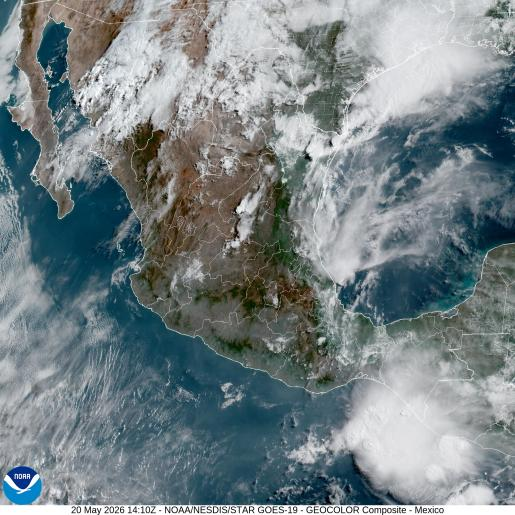 NOAA
20 May 2026 14:10Z - NOAA/NESDIS/STAR GOES-19 - GEOCOLOR Composite - Mexico